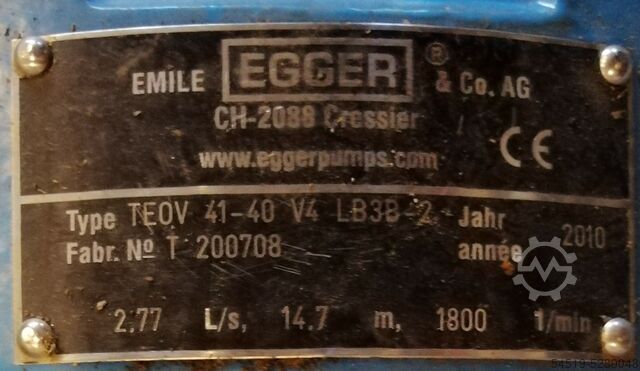 EMILE EGGER ® & Co. AG
CH-2088 Cressier
www.eggerpumps.com
CE
Type TEOV 41-40 V4 LB3B-2 Jahr
Fabr. № T 200708 année 2010
2.77 L/s, 14.7 m, 1800 1/min
54519-5280048